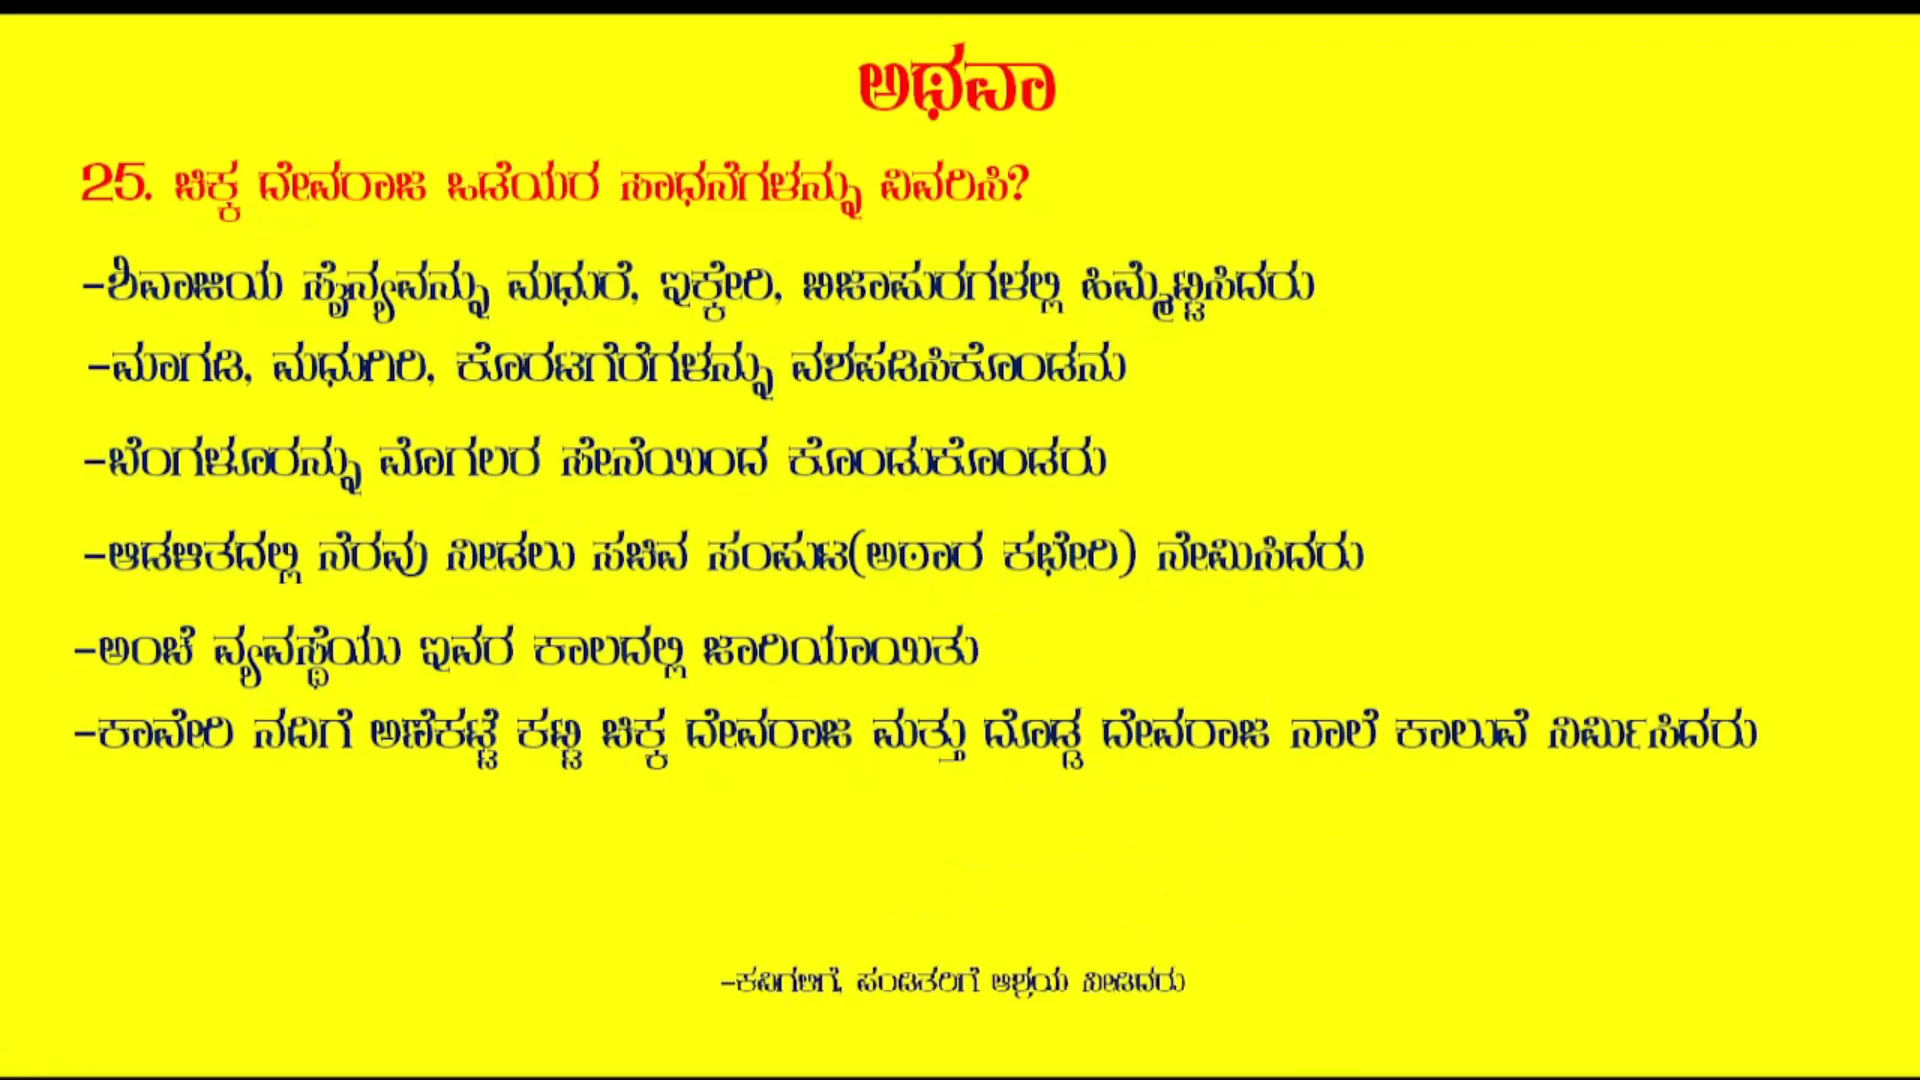 ಅಥವಾ
25. ಚಿಕ್ಕ ದೇವರಾಜ ಒಡೆಯರ ಸಾಧನೆಗಳನ್ನು ವಿವರಿಸಿ?
-ಶಿವಾಜಿಯ ಸೈನ್ಯವನ್ನು ಮಧುರೆ, ಇಕ್ಕೇರಿ, ಬಿಜಾಪುರಗಳಲ್ಲಿ ಹಿಮ್ಮೆಟ್ಟಿಸಿದರು
-ಮಾಗಡಿ, ಮಧುಗಿರಿ, ಕೊರಟಗೆರೆಗಳನ್ನು ವಶಪಡಿಸಿಕೊಂಡನು
-ಬೆಂಗಳೂರನ್ನು ಮೊಗಲರ ಸೇನೆಯಿಂದ ಕೊಂಡುಕೊಂಡರು
-ಆಡಳಿತದಲ್ಲಿ ನೆರವು ನೀಡಲು ಸಚಿವ ಸಂಪುಟ(ಅಠಾರ ಕಛೇರಿ) ನೇಮಿಸಿದರು
-ಅಂಚೆ ವ್ಯವಸ್ಥೆಯು ಇವರ ಕಾಲದಲ್ಲಿ ಜಾರಿಯಾಯಿತು
-ಕಾವೇರಿ ನದಿಗೆ ಅಣೆಕಟ್ಟೆ ಕಟ್ಟಿ ಚಿಕ್ಕ ದೇವರಾಜ ಮತ್ತು ದೊಡ್ಡ ದೇವರಾಜ ನಾಲೆ ಕಾಲುವೆ ನಿರ್ಮಿಸಿದರು
-ಕವಿಗಳಿಗೆ, ಪಂಡಿತರಿಗೆ ಆಶ್ರಯ ನೀಡಿದರು